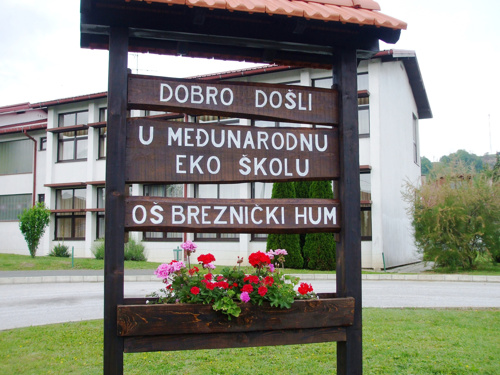 DOBRO DOŠLI
U MEĐUNARODNU
EKO ŠKOLU
OŠ BREZNIČKI HUM